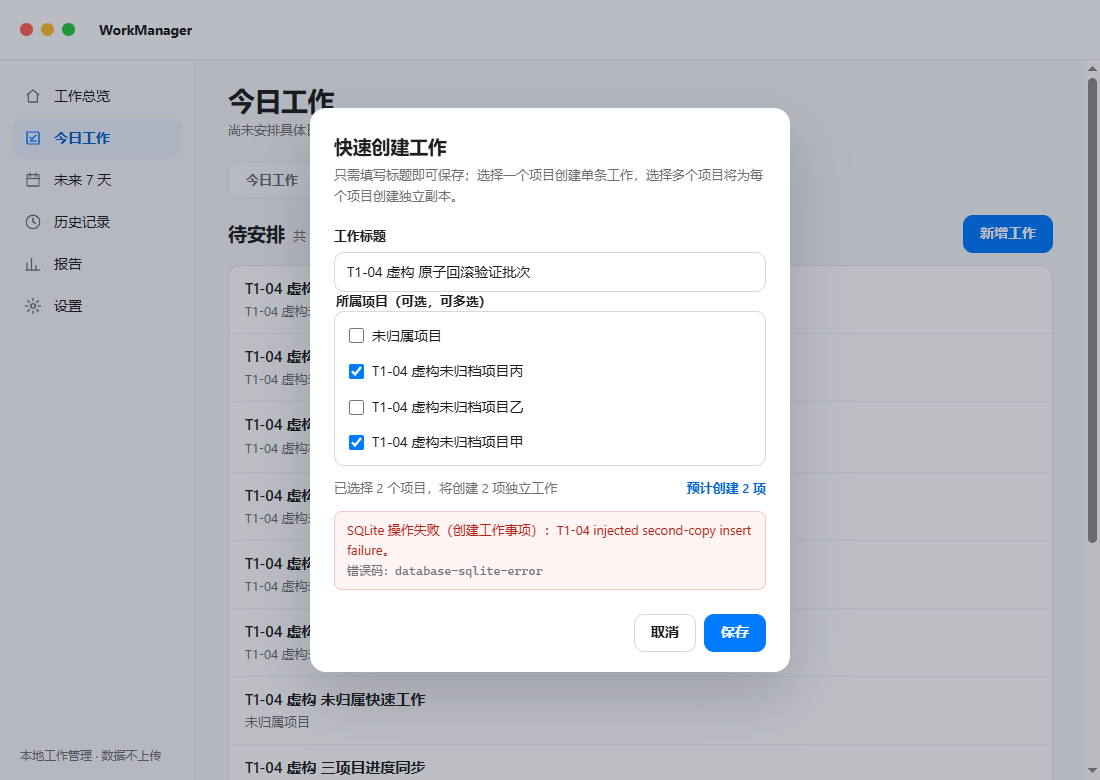 WorkManager
工作总览
今日工作
未来 7 天
历史记录
报告
设置
本地工作管理 · 数据不上传
今日工作
尚未安排具体
今日工作
待安排 共
新增工作
T1-04 虚构
T1-04 虚构
T1-04 虚构
T1-04 虚构
T1-04 虚构
T1-04 虚构
T1-04 虚构
T1-04 虚构
T1-04 虚构
T1-04 虚构
T1-04 虚构
T1-04 虚构
T1-04 虚构 未归属快速工作
未归属项目
T1-04 虚构 三项目进度同步
快速创建工作
只需填写标题即可保存；选择一个项目创建单条工作，选择多个项目将为每
个项目创建独立副本。
工作标题
T1-04 虚构 原子回滚验证批次
所属项目（可选，可多选）
未归属项目
T1-04 虚构未归档项目丙
T1-04 虚构未归档项目乙
T1-04 虚构未归档项目甲
已选择 2 个项目，将创建 2 项独立工作
预计创建 2 项
SQLite 操作失败（创建工作事项）：T1-04 injected second-copy insert
failure。
错误码：database-sqlite-error
取消
保存